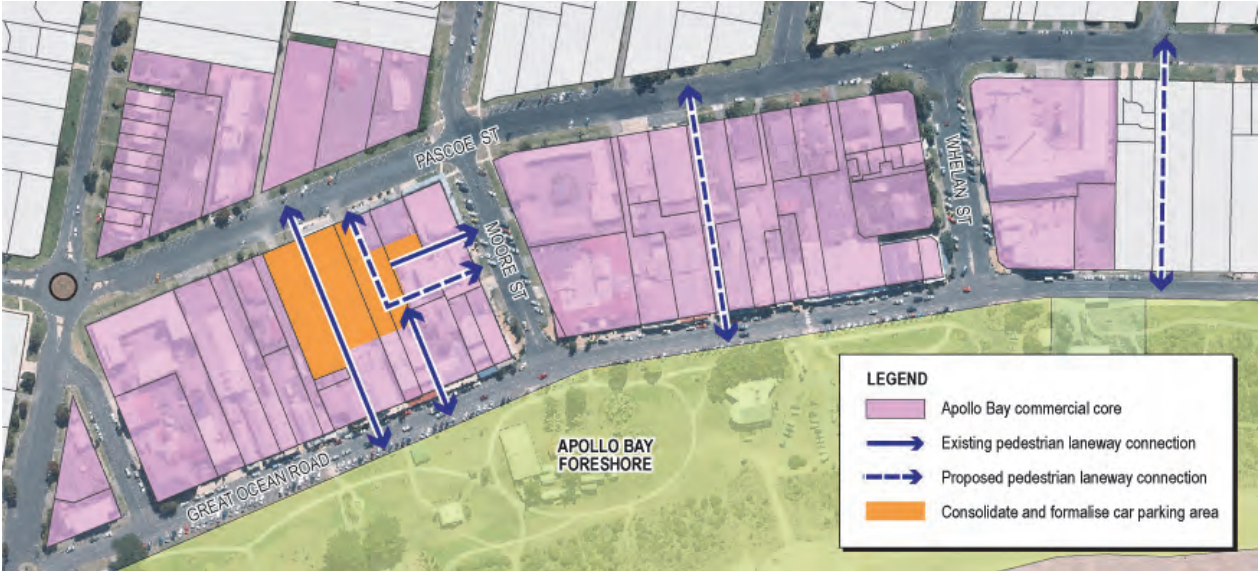 PASCOE ST
WHELAN ST
MOORE ST
GREAT OCEAN ROAD
APOLLO BAY
FORESHORE
LEGEND
Apollo Bay commercial core
Existing pedestrian laneway connection
Proposed pedestrian laneway connection
Consolidate and formalise car parking area